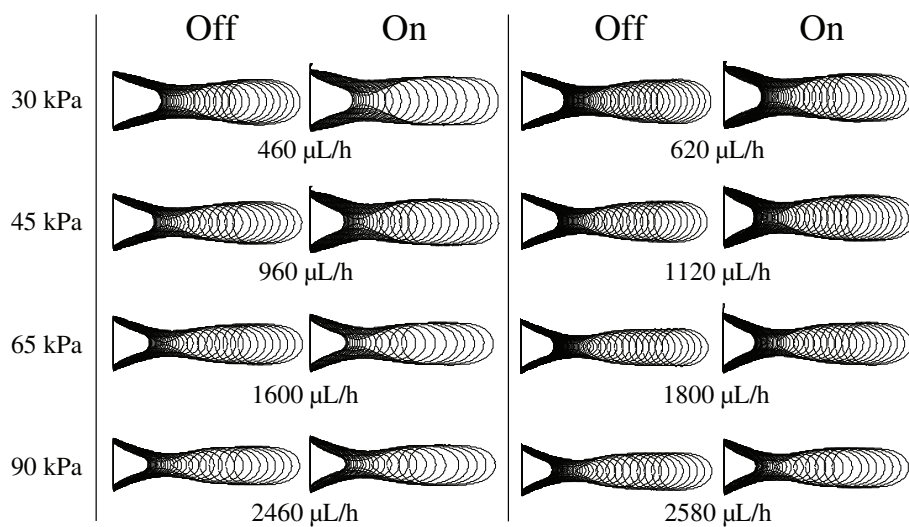 Off On Off On
30 kPa
460 µL/h 620 µL/h
45 kPa
960 µL/h 1120 µL/h
65 kPa
1600 µL/h 1800 µL/h
90 kPa
2460 µL/h 2580 µL/h